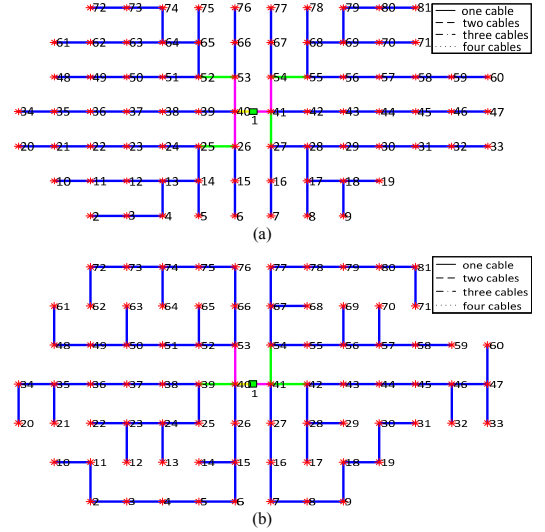 72 73 74 75 76 77 78 79 80 81
one cable
two cables
three cables
four cables
61 62 63 64 65 66 67 68 69 70 71
48 49 50 51 52 53 54 55 56 57 58 59 60
34 35 36 37 38 39 40 41 42 43 44 45 46 47
1
20 21 22 23 24 25 26 27 28 29 30 31 32 33
10 11 12 13 14 15 16 17 18 19
2 3 4 5 6 7 8 9
(a)
72 73 74 75 76 77 78 79 80 81
one cable
two cables
three cables
four cables
61 62 63 64 65 66 67 68 69 70 71
48 49 50 51 52 53 54 55 56 57 58 59 60
34 35 36 37 38 39 40 41 42 43 44 45 46 47
1
20 21 22 23 24 25 26 27 28 29 30 31 32 33
10 11 12 13 14 15 16 17 18 19
2 3 4 5 6 7 8 9
(b)